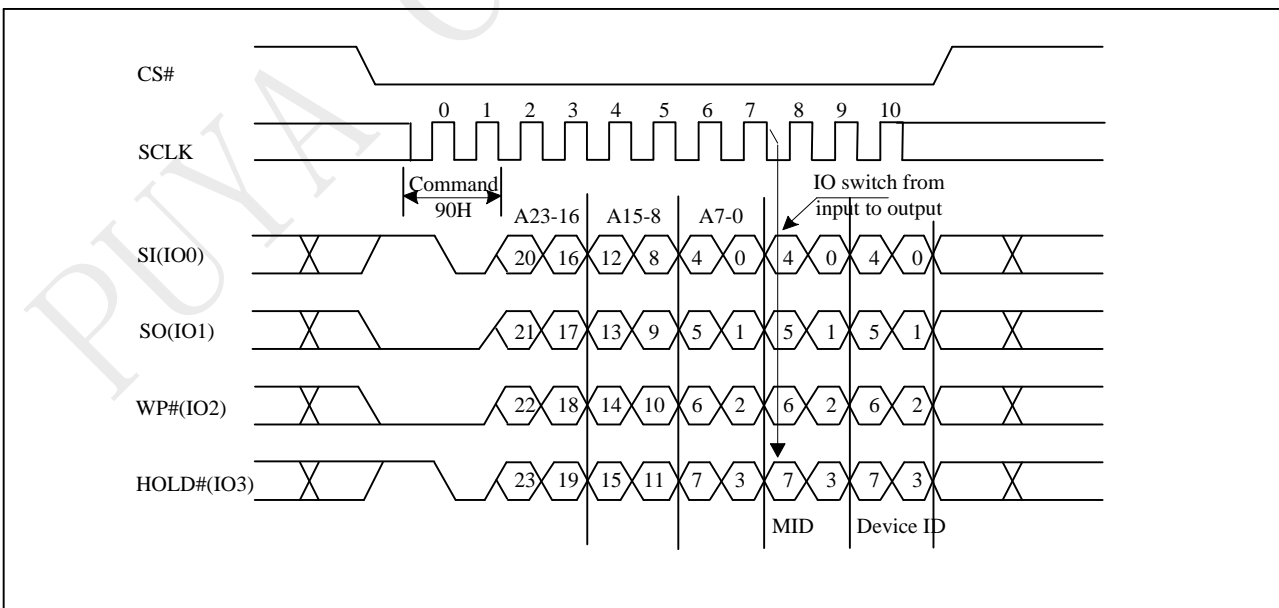 PUYA
CS#
0 1 2 3 4 5 6 7 8 9 10
SCLK
Command
90H
IO switch from
input to output
A23-16 A15-8 A7-0
SI(IO0)
20 16 12 8 4 0 4 0 4 0
SO(IO1)
21 17 13 9 5 1 5 1 5 1
WP#(IO2)
22 18 14 10 6 2 6 2 6 2
HOLD#(IO3)
23 19 15 11 7 3 7 3 7 3
MID Device ID